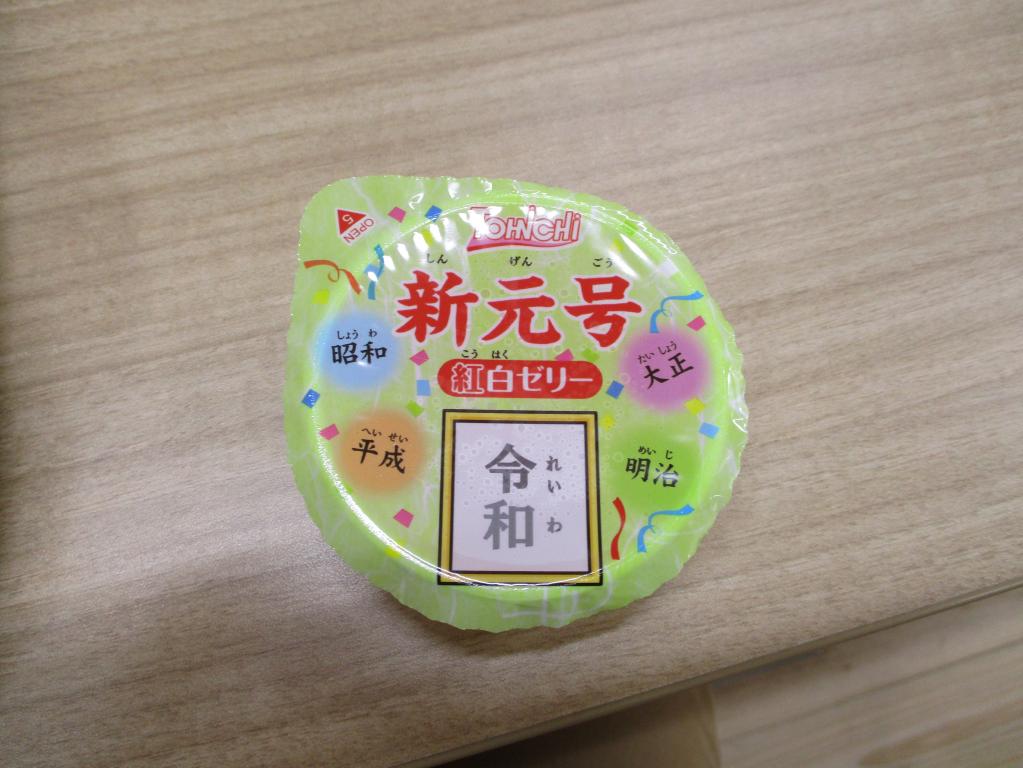 OPEN
5
TOHNiCHi
しん げん ごう
新元号
しょうわ
昭和
こうはく
紅白ゼリー
たいしょう
大正
へいせい
平成
めいじ
明治
令和
れいわ